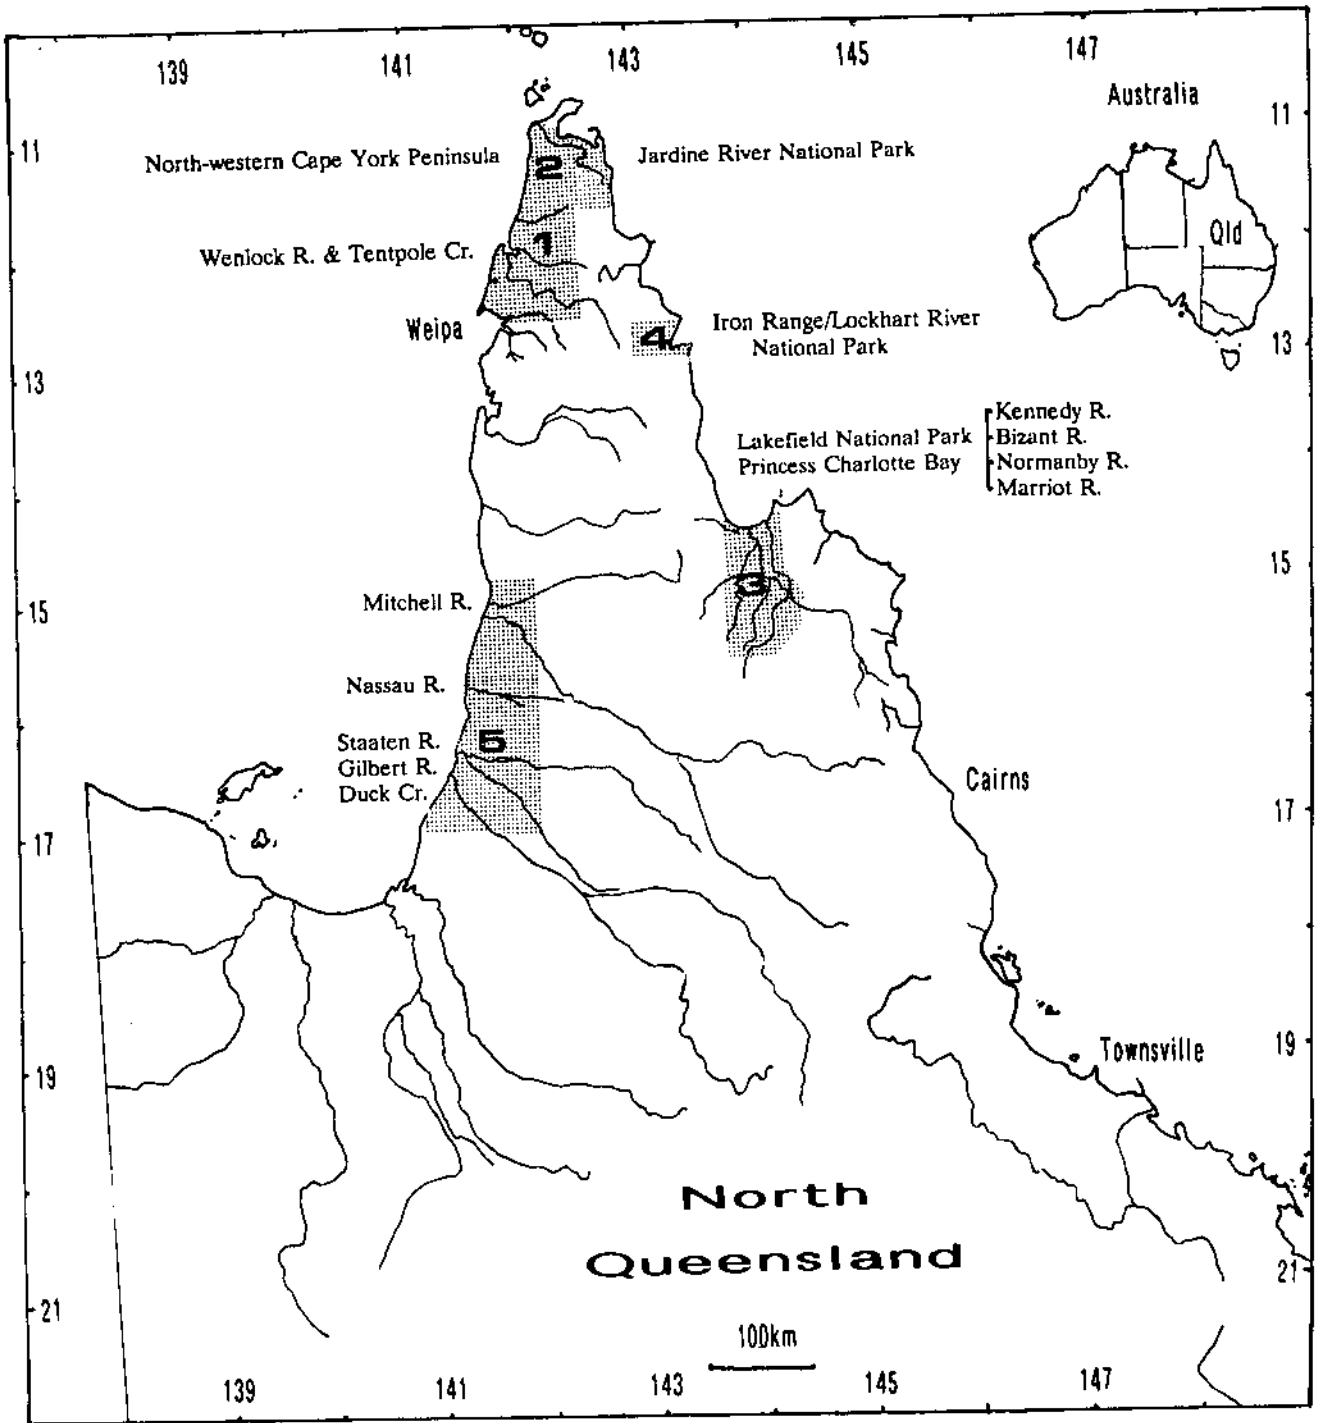 139
141
143
145
147
Australia
11
11
North-western Cape York Peninsula
Jardine River National Park
2
Qld
1
Wenlock R. & Tentpole Cr.
Weipa
4
Iron Range/Lockhart River
National Park
13
13
Kennedy R.
Lakefield National Park
Bizant R.
Princess Charlotte Bay
Normanby R.
Marriot R.
15
3
Mitchell R.
15
Nassau R.
Staaten R.
5
Gilbert R.
Duck Cr.
Cairns
17
17
19
Townsville
19
North
Queensland
21
21
100km
139
141
143
145
147